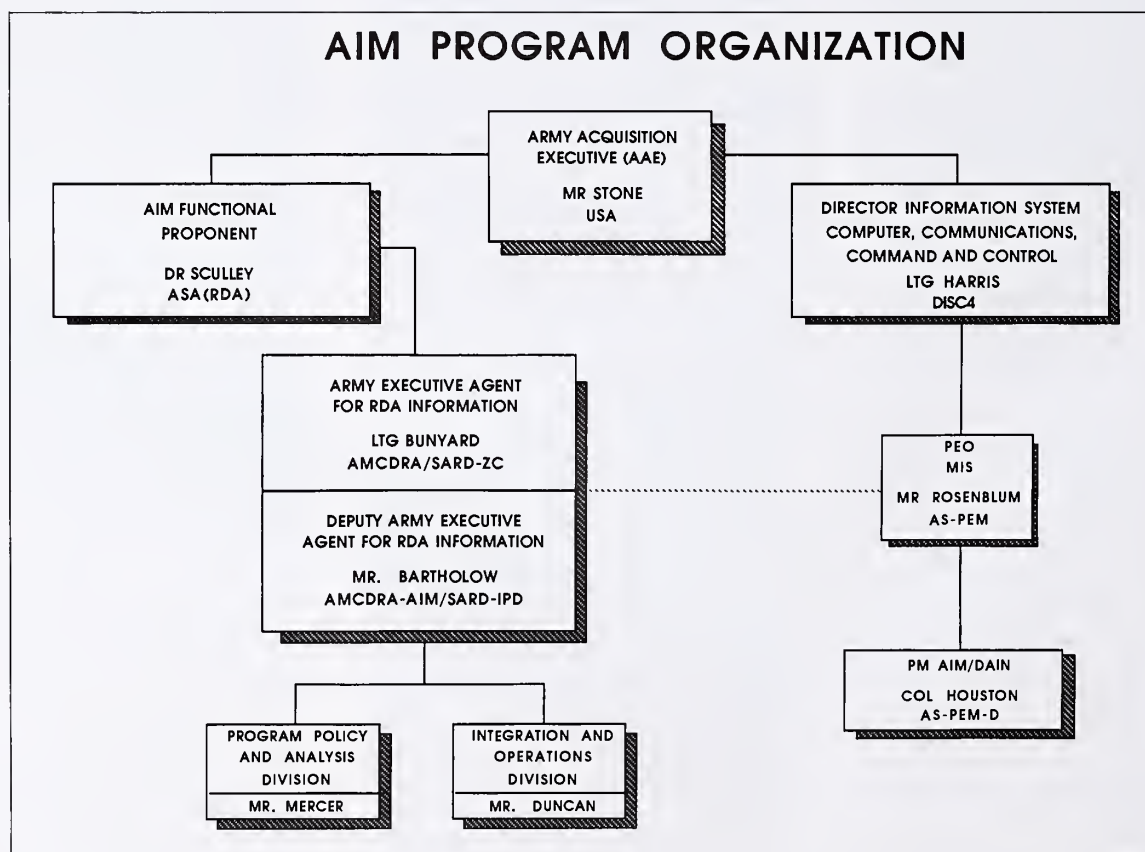 AIM PROGRAM ORGANIZATION
ARMY ACQUISITION
EXECUTIVE (AAE)
MR STONE
USA
AIM FUNCTIONAL
PROPONENT
DR SCULLEY
ASA(RDA)
DIRECTOR INFORMATION SYSTEM
COMPUTER, COMMUNICATIONS,
COMMAND AND CONTROL
LTG HARRIS
DISC4
ARMY EXECUTIVE AGENT
FOR RDA INFORMATION
LTG BUNYARD
AMCDRA/SARD-ZC
DEPUTY ARMY EXECUTIVE
AGENT FOR RDA INFORMATION
MR. BARTHOLOW
AMCDRA-AIM/SARD-IPD
PEO
MIS
MR ROSENBLUM
AS-PEM
PM AIM/DAIN
COL HOUSTON
AS-PEM-D
PROGRAM POLICY
AND ANALYSIS
DIVISION
MR. MERCER
INTEGRATION AND
OPERATIONS
DIVISION
MR. DUNCAN